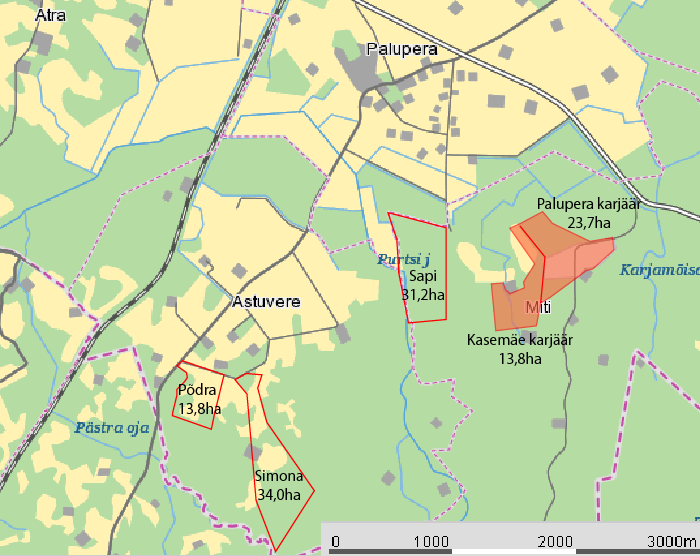 Atra
Palupera
Palupera karjäär
23,7ha
Purtsi j
Sapi
31,2ha
Karjamõisa
Astuvere
Miti
Kasemäe karjäär
13,8ha
Põdra
13,8ha
Pästra oja
Simona
34,0ha
0 1000 2000 3000m